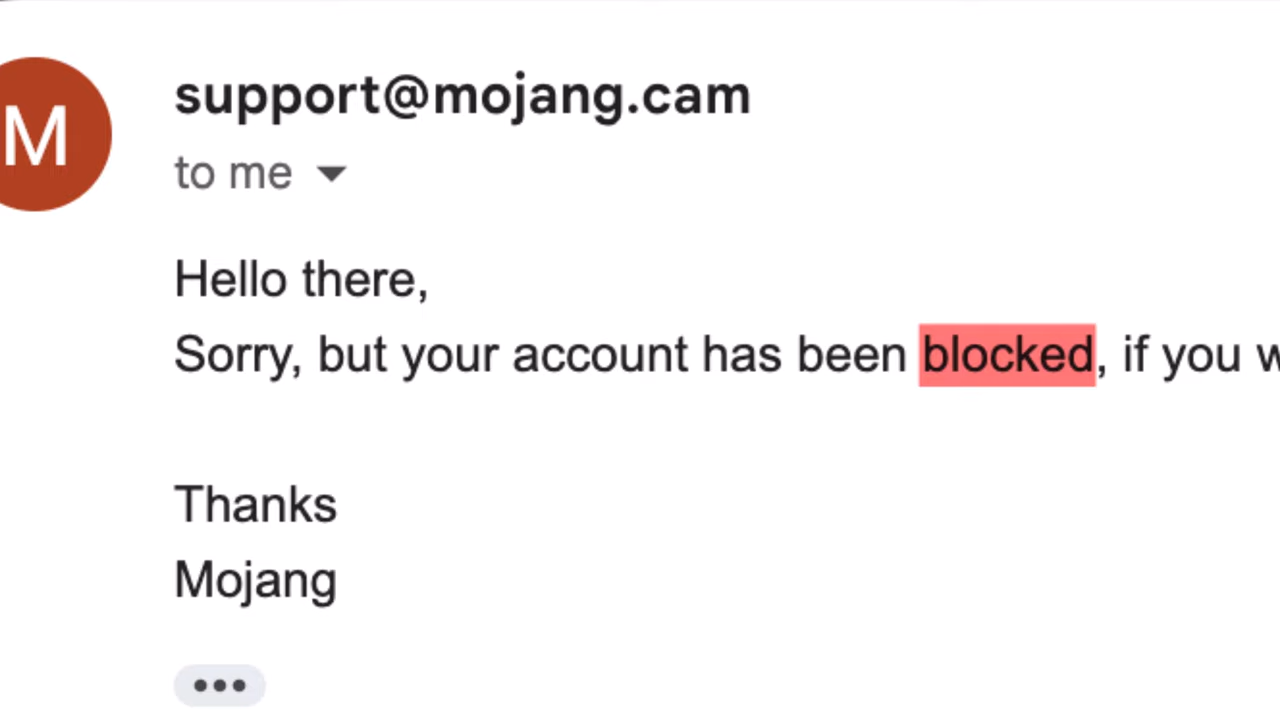 M
support@mojang.cam
to me
Hello there,
Sorry, but your account has been blocked, if you
Thanks
Mojang